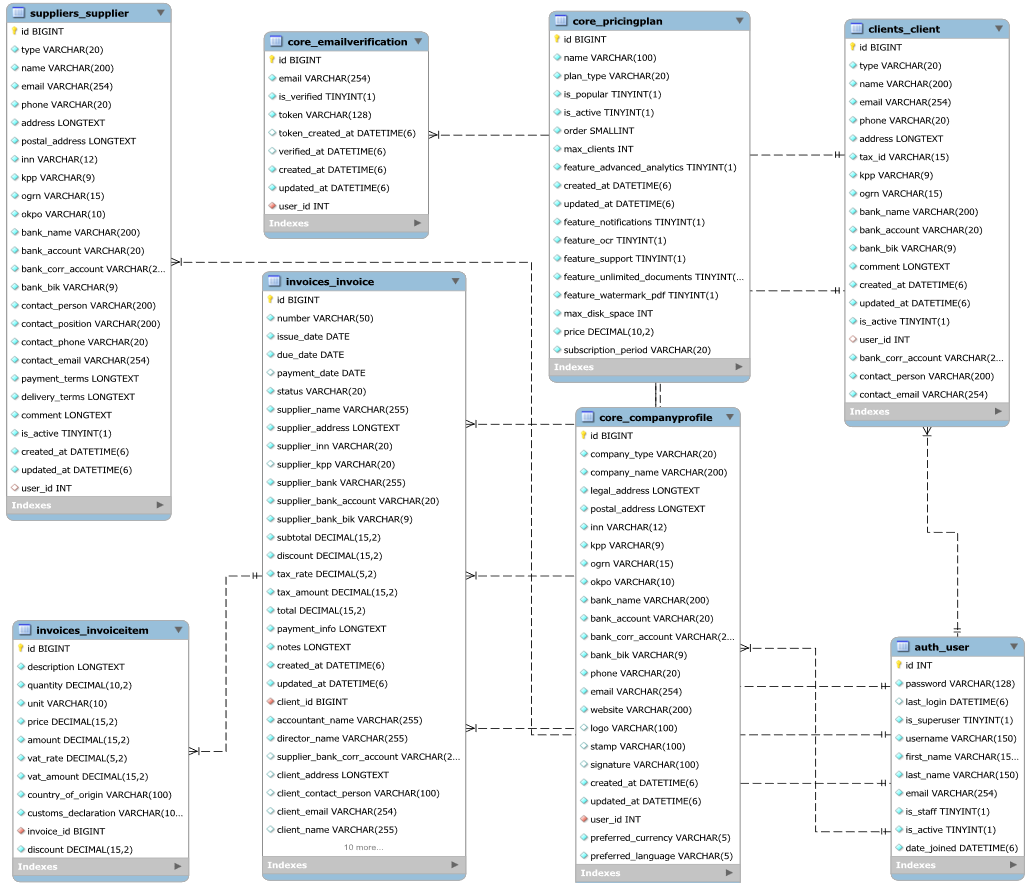 suppliers_supplier
id BIGINT
type VARCHAR(20)
name VARCHAR(200)
email VARCHAR(254)
phone VARCHAR(20)
address LONGTEXT
postal_address LONGTEXT
inn VARCHAR(12)
kpp VARCHAR(9)
ogrn VARCHAR(15)
okpo VARCHAR(10)
bank_name VARCHAR(200)
bank_account VARCHAR(20)
bank_corr_account VARCHAR(2...
bank_bik VARCHAR(9)
contact_person VARCHAR(200)
contact_position VARCHAR(200)
contact_phone VARCHAR(20)
contact_email VARCHAR(254)
payment_terms LONGTEXT
delivery_terms LONGTEXT
comment LONGTEXT
is_active TINYINT(1)
created_at DATETIME(6)
updated_at DATETIME(6)
user_id INT
Indexes
core_emailverification
id BIGINT
email VARCHAR(254)
is_verified TINYINT(1)
token VARCHAR(128)
token_created_at DATETIME(6)
verified_at DATETIME(6)
created_at DATETIME(6)
updated_at DATETIME(6)
user_id INT
Indexes
core_pricingplan
id BIGINT
name VARCHAR(100)
plan_type VARCHAR(20)
is_popular TINYINT(1)
is_active TINYINT(1)
order SMALLINT
max_clients INT
feature_advanced_analytics TINYINT(1)
created_at DATETIME(6)
updated_at DATETIME(6)
feature_notifications TINYINT(1)
feature_ocr TINYINT(1)
feature_support TINYINT(1)
feature_unlimited_documents TINYINT(...
feature_watermark_pdf TINYINT(1)
max_disk_space INT
price DECIMAL(10,2)
subscription_period VARCHAR(20)
Indexes
clients_client
id BIGINT
type VARCHAR(20)
name VARCHAR(200)
email VARCHAR(254)
phone VARCHAR(20)
address LONGTEXT
tax_id VARCHAR(15)
kpp VARCHAR(9)
ogrn VARCHAR(15)
bank_name VARCHAR(200)
bank_account VARCHAR(20)
bank_bik VARCHAR(9)
comment LONGTEXT
created_at DATETIME(6)
updated_at DATETIME(6)
is_active TINYINT(1)
user_id INT
bank_corr_account VARCHAR(2...
contact_person VARCHAR(200)
contact_email VARCHAR(254)
Indexes
invoices_invoice
id BIGINT
number VARCHAR(50)
issue_date DATE
due_date DATE
payment_date DATE
status VARCHAR(20)
supplier_name VARCHAR(255)
supplier_address LONGTEXT
supplier_inn VARCHAR(20)
supplier_kpp VARCHAR(20)
supplier_bank VARCHAR(255)
supplier_bank_account VARCHAR(20)
supplier_bank_bik VARCHAR(9)
subtotal DECIMAL(15,2)
discount DECIMAL(15,2)
tax_rate DECIMAL(5,2)
tax_amount DECIMAL(15,2)
total DECIMAL(15,2)
payment_info LONGTEXT
notes LONGTEXT
created_at DATETIME(6)
updated_at DATETIME(6)
client_id BIGINT
accountant_name VARCHAR(255)
director_name VARCHAR(255)
supplier_bank_corr_account VARCHAR(2...
client_address LONGTEXT
client_contact_person VARCHAR(100)
client_email VARCHAR(254)
client_name VARCHAR(255)
10 more...
Indexes
core_companyprofile
id BIGINT
company_type VARCHAR(20)
company_name VARCHAR(200)
legal_address LONGTEXT
postal_address LONGTEXT
inn VARCHAR(12)
kpp VARCHAR(9)
ogrn VARCHAR(15)
okpo VARCHAR(10)
bank_name VARCHAR(200)
bank_account VARCHAR(20)
bank_corr_account VARCHAR(2...
bank_bik VARCHAR(9)
phone VARCHAR(20)
email VARCHAR(254)
website VARCHAR(200)
logo VARCHAR(100)
stamp VARCHAR(100)
signature VARCHAR(100)
created_at DATETIME(6)
updated_at DATETIME(6)
user_id INT
preferred_currency VARCHAR(5)
preferred_language VARCHAR(5)
Indexes
invoices_invoiceitem
id BIGINT
description LONGTEXT
quantity DECIMAL(10,2)
unit VARCHAR(10)
price DECIMAL(15,2)
amount DECIMAL(15,2)
vat_rate DECIMAL(5,2)
vat_amount DECIMAL(15,2)
country_of_origin VARCHAR(100)
customs_declaration VARCHAR(10...
invoice_id BIGINT
discount DECIMAL(15,2)
Indexes
auth_user
id INT
password VARCHAR(128)
last_login DATETIME(6)
is_superuser TINYINT(1)
username VARCHAR(150)
first_name VARCHAR(15...
last_name VARCHAR(150)
email VARCHAR(254)
is_staff TINYINT(1)
is_active TINYINT(1)
date_joined DATETIME(6)
Indexes